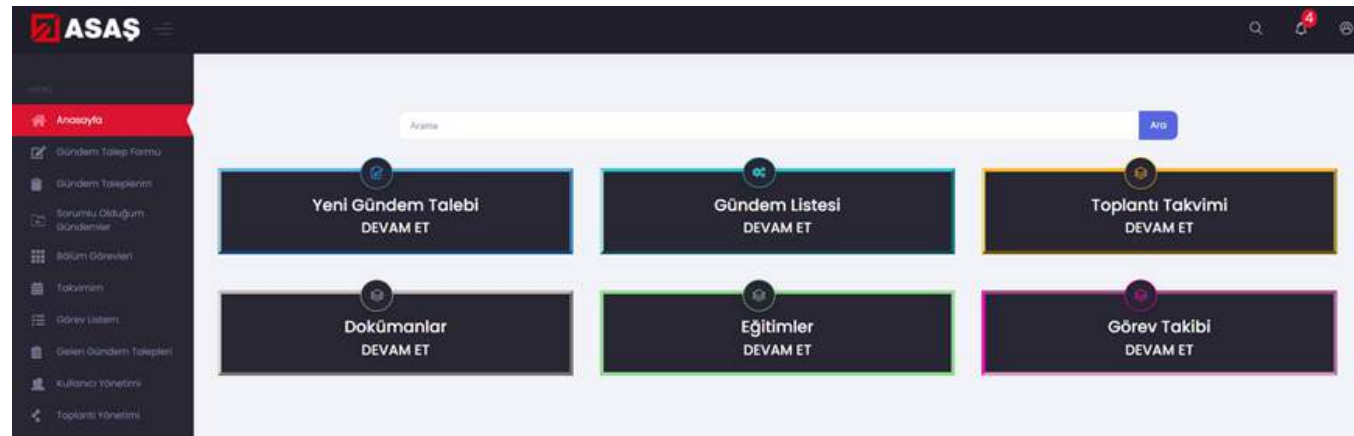 ASAŞ
4
MENÜ
Anasayfa
Gündem Talep Formu
Gündem Taleplerim
Sorumlu Olduğum
Gündemler
Bölüm Görevleri
Takvimim
Görev Listem
Gelen Gündem Talepleri
Kullanıcı Yönetimi
Toplantı Yönetimi
Arama
Ara
Yeni Gündem Talebi
DEVAM ET
Gündem Listesi
DEVAM ET
Toplantı Takvimi
DEVAM ET
Dokümanlar
DEVAM ET
Eğitimler
DEVAM ET
Görev Takibi
DEVAM ET